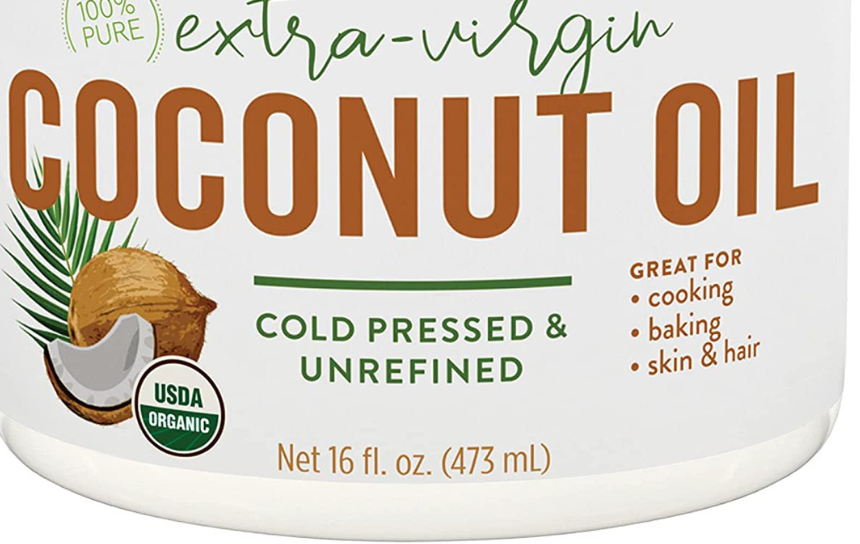 100%
PURE
extra-virgin
COCONUT OIL
GREAT FOR
• cooking
• baking
• skin & hair
COLD PRESSED &
UNREFINED
USDA
ORGANIC
Net 16 fl. oz. (473 mL)